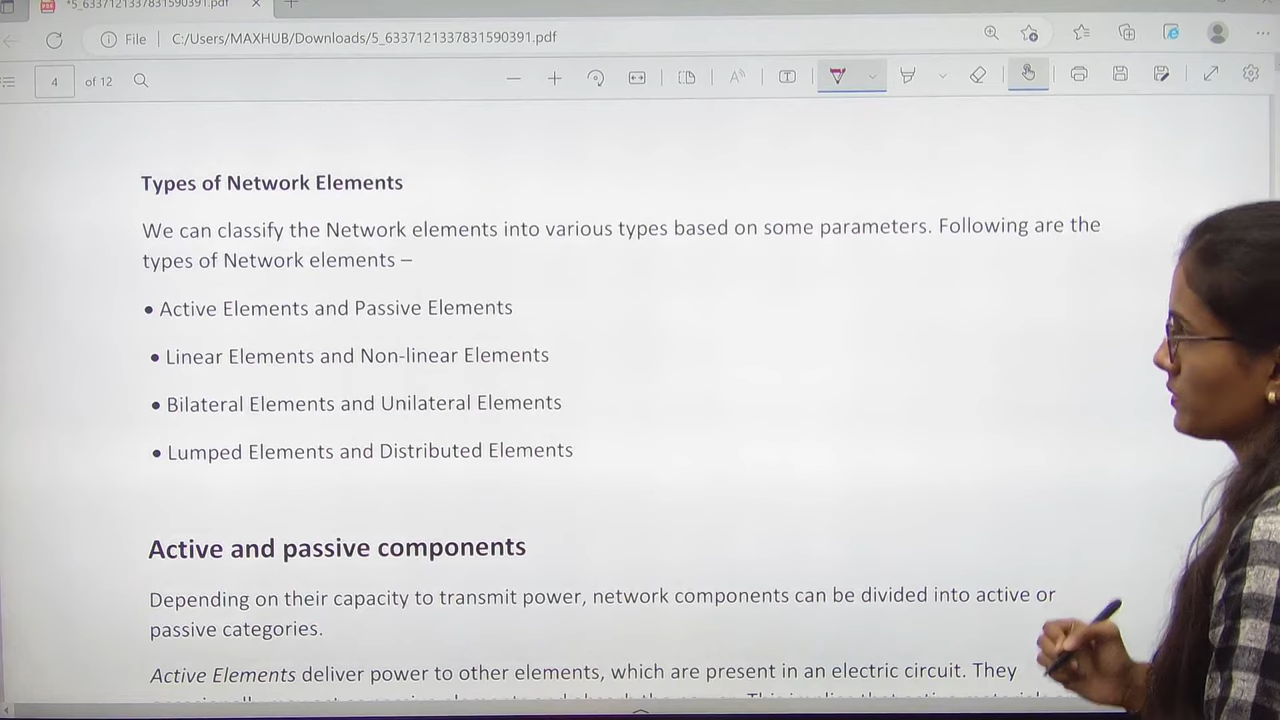 *5_6337121337831590391.pdf
File | C:/Users/MAXHUB/Downloads/5_6337121337831590391.pdf
4 of 12
Types of Network Elements
We can classify the Network elements into various types based on some parameters. Following are the
types of Network elements –
• Active Elements and Passive Elements
• Linear Elements and Non-linear Elements
• Bilateral Elements and Unilateral Elements
• Lumped Elements and Distributed Elements
Active and passive components
Depending on their capacity to transmit power, network components can be divided into active or
passive categories.
Active Elements deliver power to other elements, which are present in an electric circuit. They